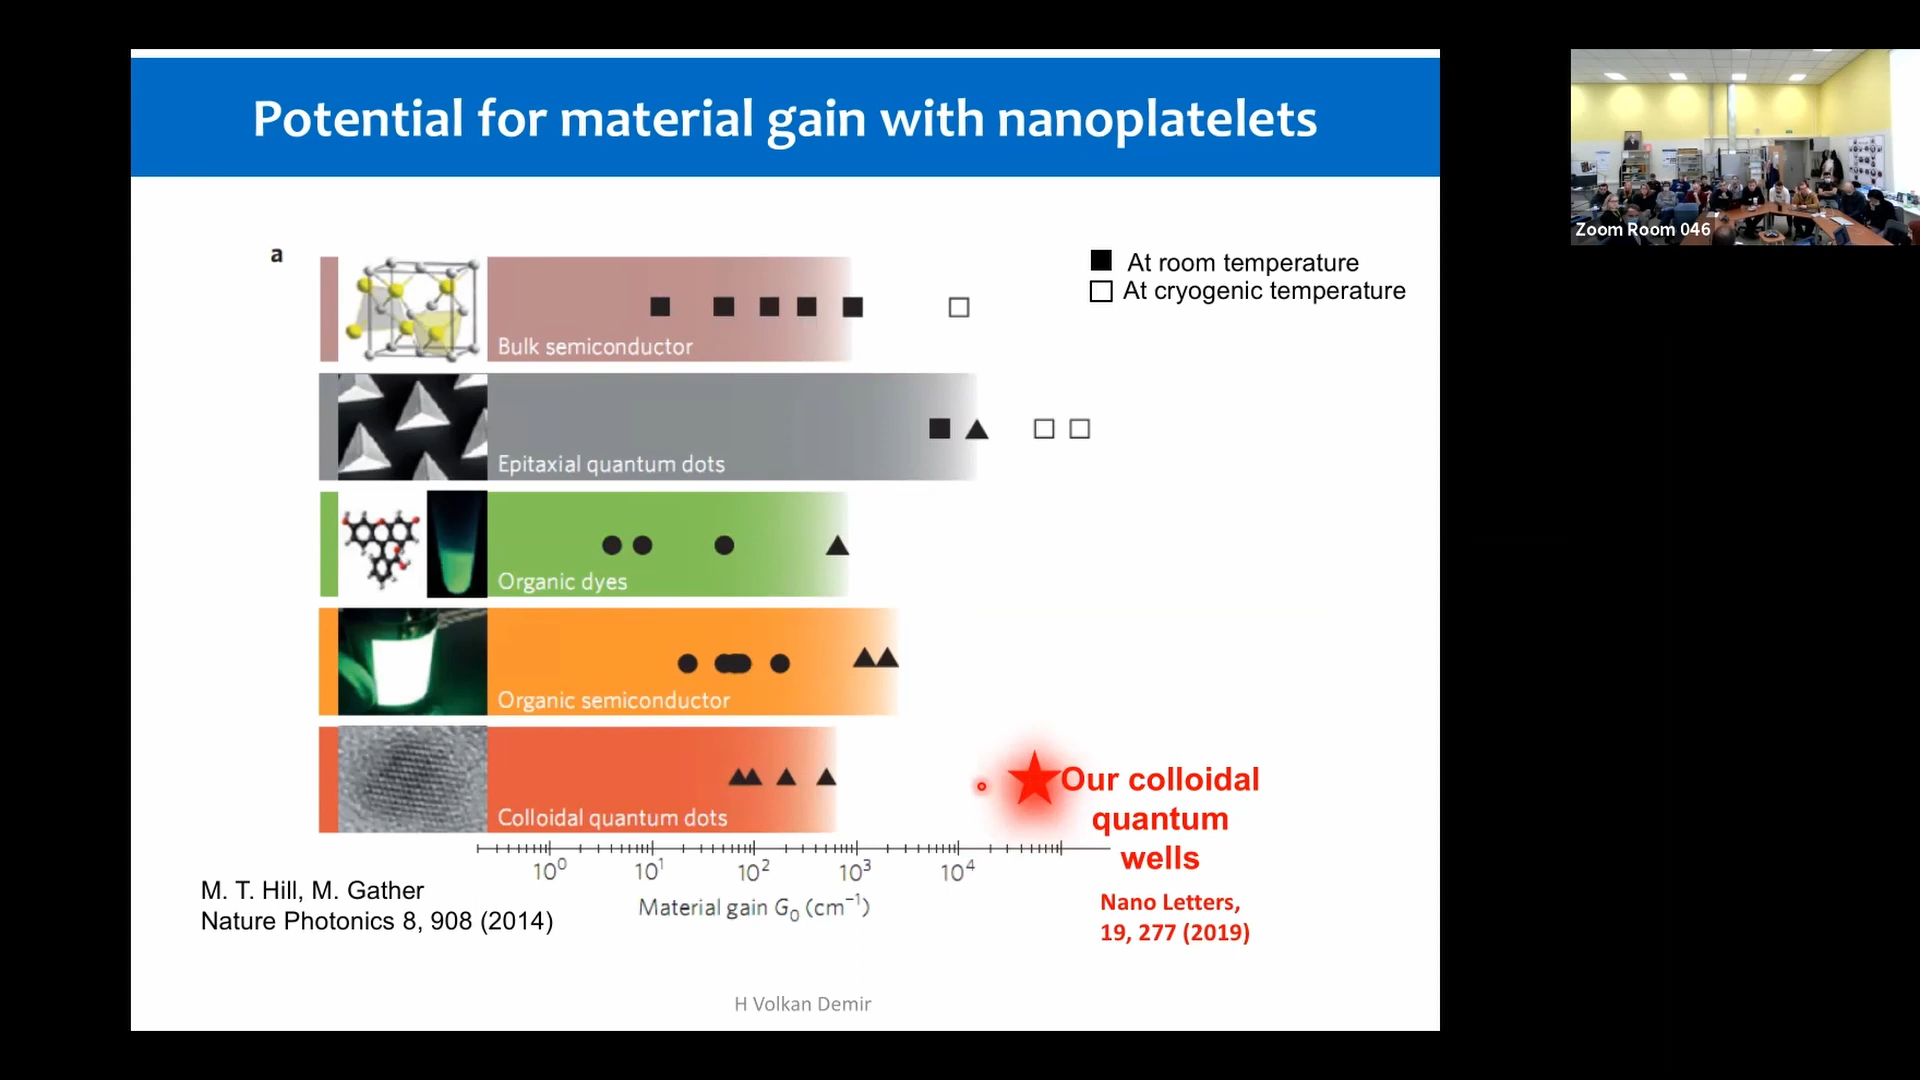 Potential for material gain with nanoplatelets
a
At room temperature
At cryogenic temperature
Bulk semiconductor
Epitaxial quantum dots
Organic dyes
Organic semiconductor
Colloidal quantum dots
Our colloidal
quantum
wells
10⁰ 10¹ 10² 10³ 10⁴
Material gain G₀ (cm⁻¹)
M. T. Hill, M. Gather
Nature Photonics 8, 908 (2014)
Nano Letters,
19, 277 (2019)
H Volkan Demir
Zoom Room 046